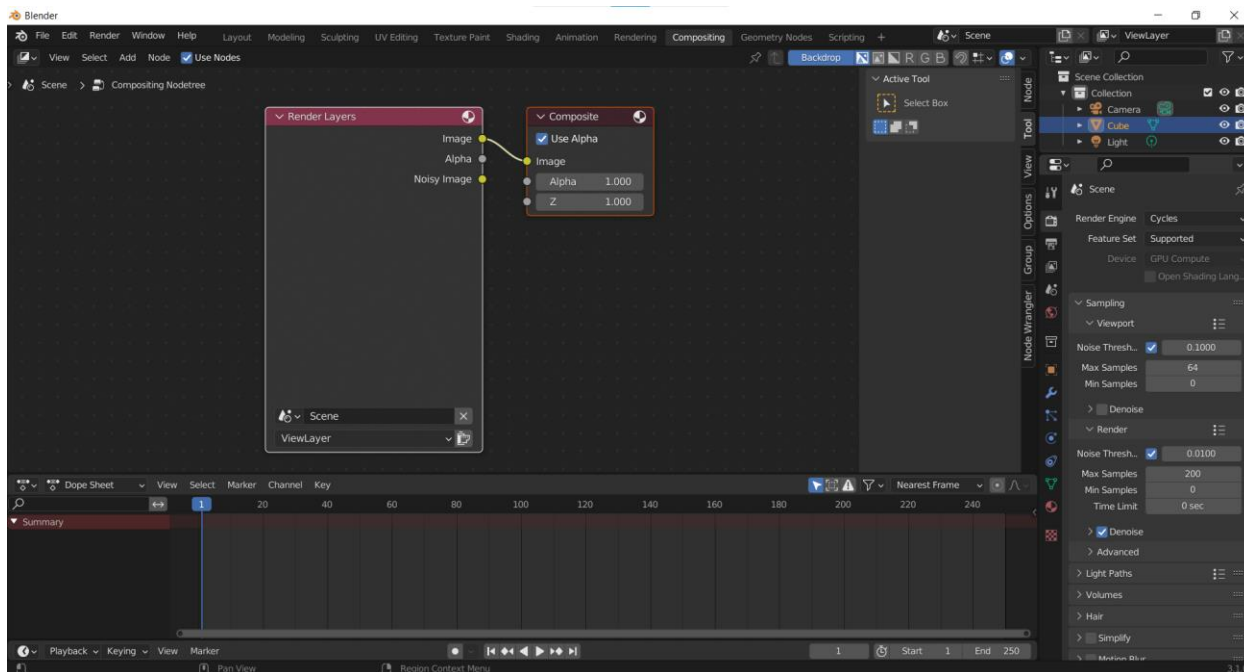 Blender
File Edit Render Window Help Layout Modeling Sculpting UV Editing Texture Paint Shading Animation Rendering Compositing Geometry Nodes Scripting + Scene ViewLayer
View Select Add Node Use Nodes Backdrop R G B
Scene > Compositing Nodetree
Render Layers
Image
Alpha
Noisy Image
Scene
ViewLayer
Composite
Use Alpha
Image
Alpha 1.000
Z 1.000
Active Tool
Select Box
Node
Tool
View
Options
Group
Node Wrangler
Scene Collection
Collection
Camera
Cube
Light
Scene
Render Engine Cycles
Feature Set Supported
Device GPU Compute
Open Shading Lang...
Sampling
Viewport
Noise Thresh... 0.1000
Max Samples 64
Min Samples 0
Denoise
Render
Noise Thresh... 0.0100
Max Samples 200
Min Samples 0
Time Limit 0 sec
Denoise
Advanced
Light Paths
Volumes
Hair
Simplify
Motion Blur
Dope Sheet View Select Marker Channel Key Nearest Frame
1 20 40 60 80 100 120 140 160 180 200 220 240
Summary
Playback Keying View Marker 1 Start 1 End 250
Pan View Region Context Menu